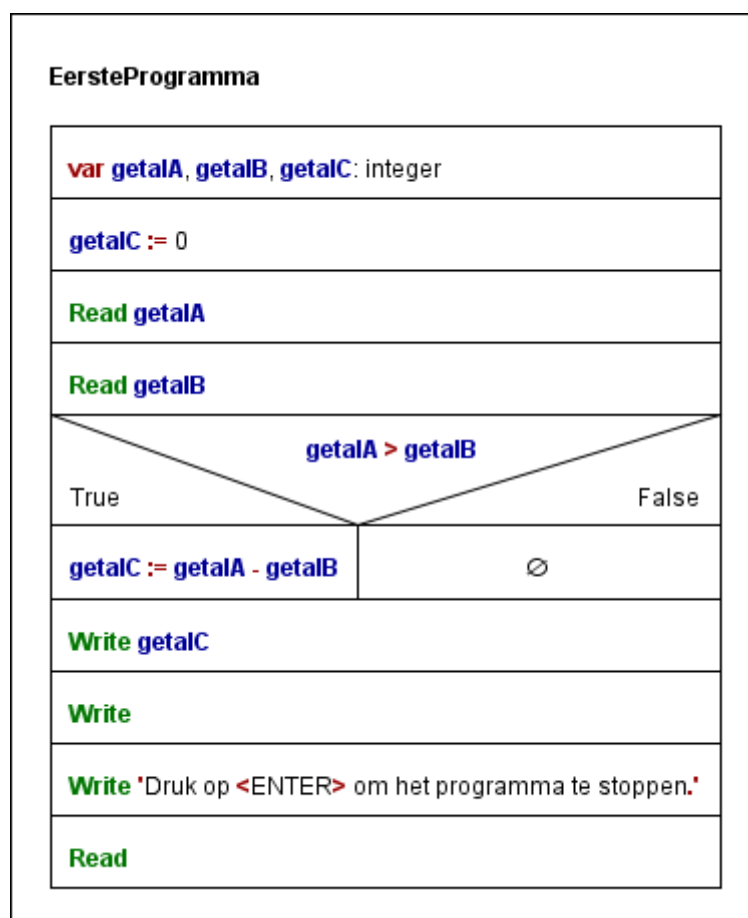 EersteProgramma
var getalA, getalB, getalC: integer
getalC := 0
Read getalA
Read getalB
getalA > getalB
True False
getalC := getalA - getalB ∅
Write getalC
Write
Write 'Druk op <ENTER> om het programma te stoppen.'
Read